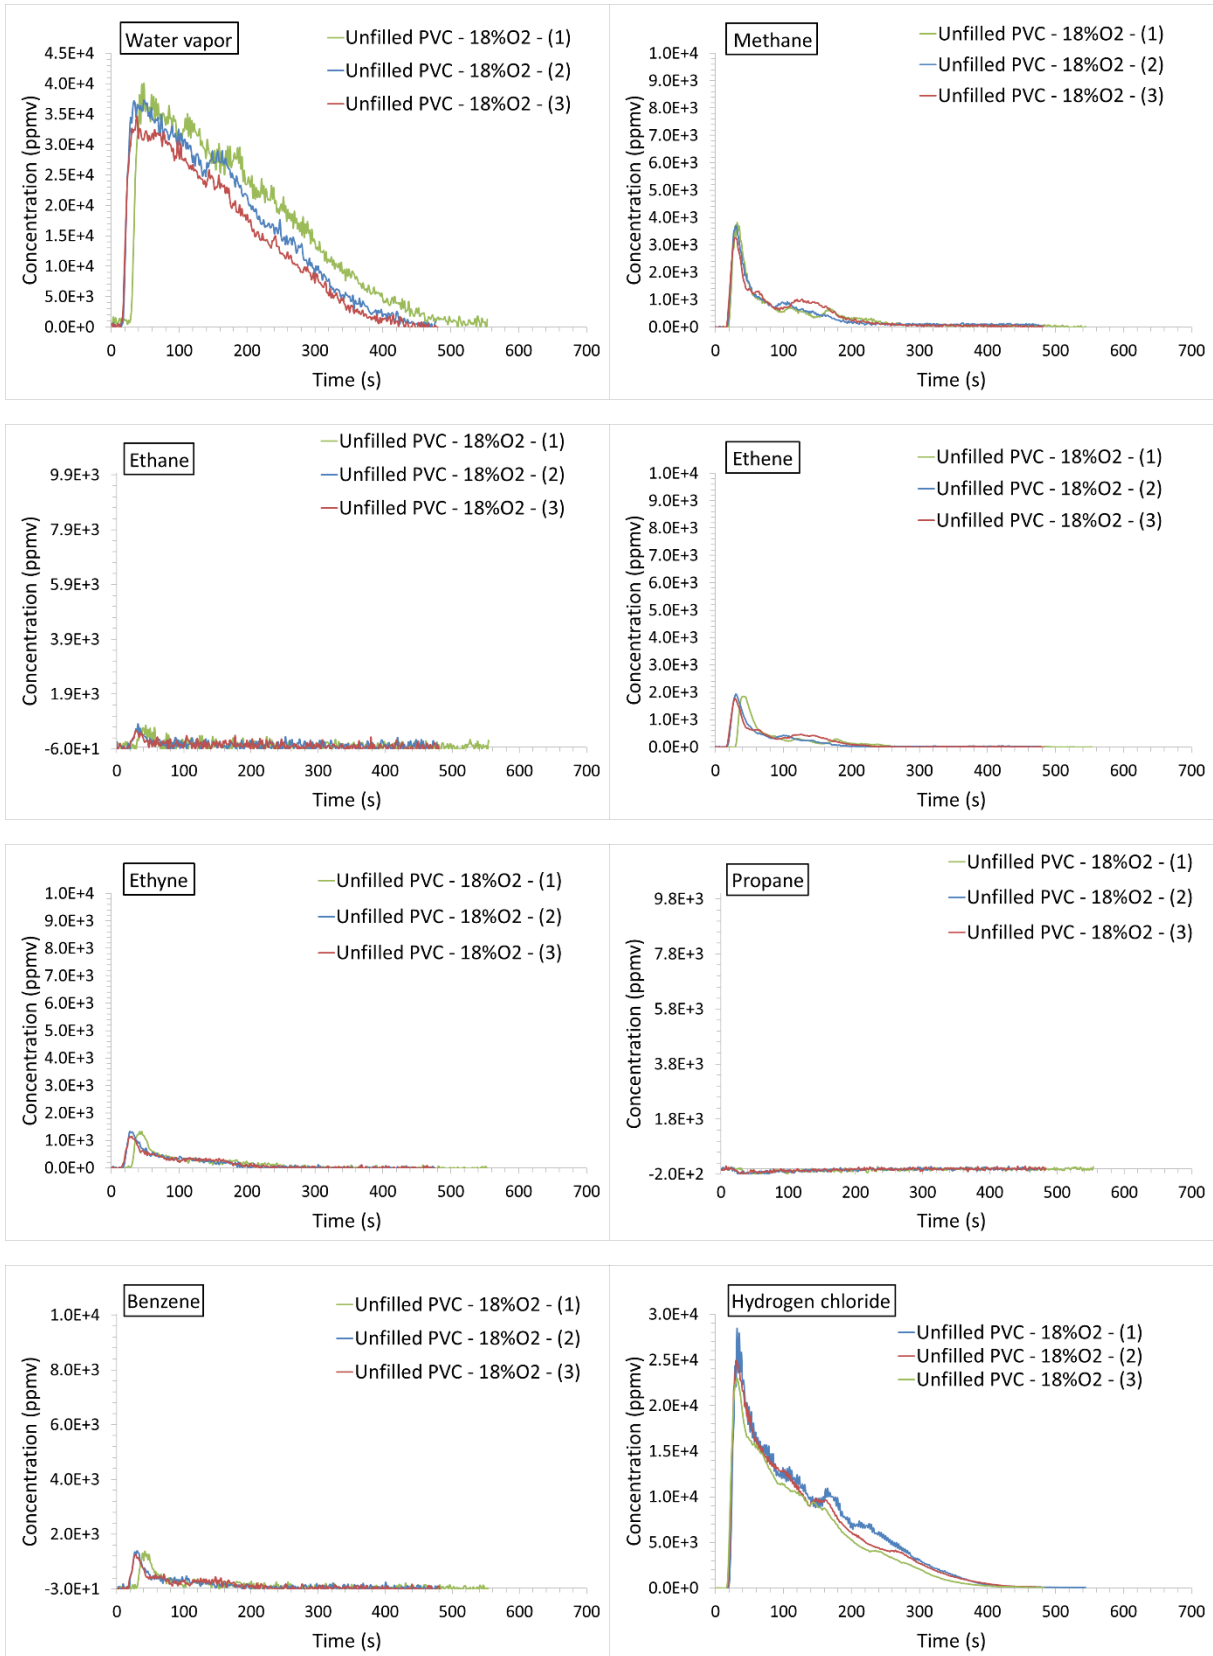 Water vapor
Unfilled PVC - 18%O2 - (1)
Unfilled PVC - 18%O2 - (2)
Unfilled PVC - 18%O2 - (3)
Concentration (ppmv)
4.5E+4
4.0E+4
3.5E+4
3.0E+4
2.5E+4
2.0E+4
1.5E+4
1.0E+4
5.0E+3
0.0E+0
0 100 200 300 400 500 600 700
Time (s)
Methane
Unfilled PVC - 18%O2 - (1)
Unfilled PVC - 18%O2 - (2)
Unfilled PVC - 18%O2 - (3)
Concentration (ppmv)
1.0E+4
9.0E+3
8.0E+3
7.0E+3
6.0E+3
5.0E+3
4.0E+3
3.0E+3
2.0E+3
1.0E+3
0.0E+0
0 100 200 300 400 500 600 700
Time (s)
Ethane
Unfilled PVC - 18%O2 - (1)
Unfilled PVC - 18%O2 - (2)
Unfilled PVC - 18%O2 - (3)
Concentration (ppmv)
9.9E+3
7.9E+3
5.9E+3
3.9E+3
1.9E+3
-6.0E+1
0 100 200 300 400 500 600 700
Time (s)
Ethene
Unfilled PVC - 18%O2 - (1)
Unfilled PVC - 18%O2 - (2)
Unfilled PVC - 18%O2 - (3)
Concentration (ppmv)
1.0E+4
9.0E+3
8.0E+3
7.0E+3
6.0E+3
5.0E+3
4.0E+3
3.0E+3
2.0E+3
1.0E+3
0.0E+0
0 100 200 300 400 500 600 700
Time (s)
Ethyne
Unfilled PVC - 18%O2 - (1)
Unfilled PVC - 18%O2 - (2)
Unfilled PVC - 18%O2 - (3)
Concentration (ppmv)
1.0E+4
9.0E+3
8.0E+3
7.0E+3
6.0E+3
5.0E+3
4.0E+3
3.0E+3
2.0E+3
1.0E+3
0.0E+0
0 100 200 300 400 500 600 700
Time (s)
Propane
Unfilled PVC - 18%O2 - (1)
Unfilled PVC - 18%O2 - (2)
Unfilled PVC - 18%O2 - (3)
Concentration (ppmv)
9.8E+3
7.8E+3
5.8E+3
3.8E+3
1.8E+3
-2.0E+2
0 100 200 300 400 500 600 700
Time (s)
Benzene
Unfilled PVC - 18%O2 - (1)
Unfilled PVC - 18%O2 - (2)
Unfilled PVC - 18%O2 - (3)
Concentration (ppmv)
1.0E+4
8.0E+3
6.0E+3
4.0E+3
2.0E+3
-3.0E+1
0 100 200 300 400 500 600 700
Time (s)
Hydrogen chloride
Unfilled PVC - 18%O2 - (1)
Unfilled PVC - 18%O2 - (2)
Unfilled PVC - 18%O2 - (3)
Concentration (ppmv)
3.0E+4
2.5E+4
2.0E+4
1.5E+4
1.0E+4
5.0E+3
0.0E+0
0 100 200 300 400 500 600 700
Time (s)